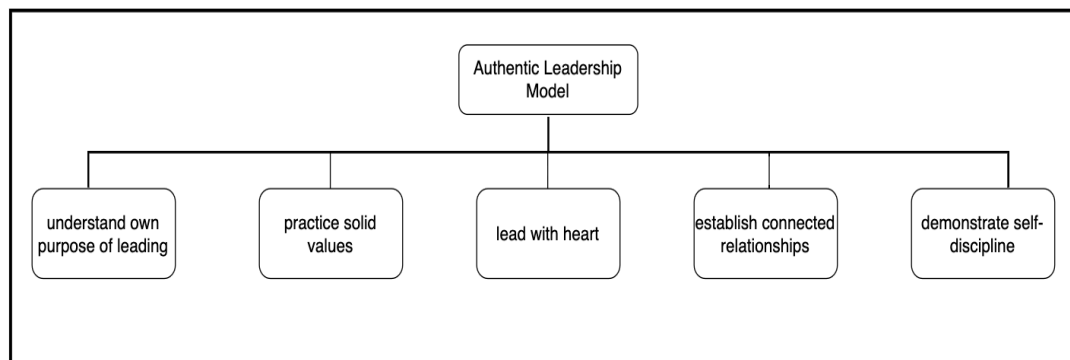 Authentic Leadership
Model
understand own
purpose of leading
practice solid
values
lead with heart
establish connected
relationships
demonstrate self-
discipline